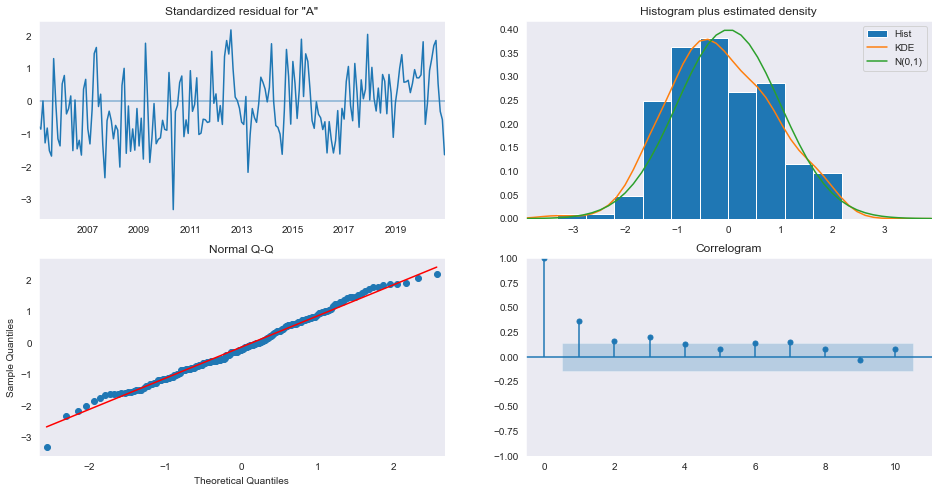 Standardized residual for "A"
2
1
0
−1
−2
−3
2007 2009 2011 2013 2015 2017 2019
Histogram plus estimated density
0.40
0.35
0.30
0.25
0.20
0.15
0.10
0.05
0.00
−3 −2 −1 0 1 2 3
Hist
KDE
N(0,1)
Normal Q-Q
Sample Quantiles
2
1
0
−1
−2
−3
−2 −1 0 1 2
Theoretical Quantiles
Correlogram
1.00
0.75
0.50
0.25
0.00
−0.25
−0.50
−0.75
−1.00
0 2 4 6 8 10